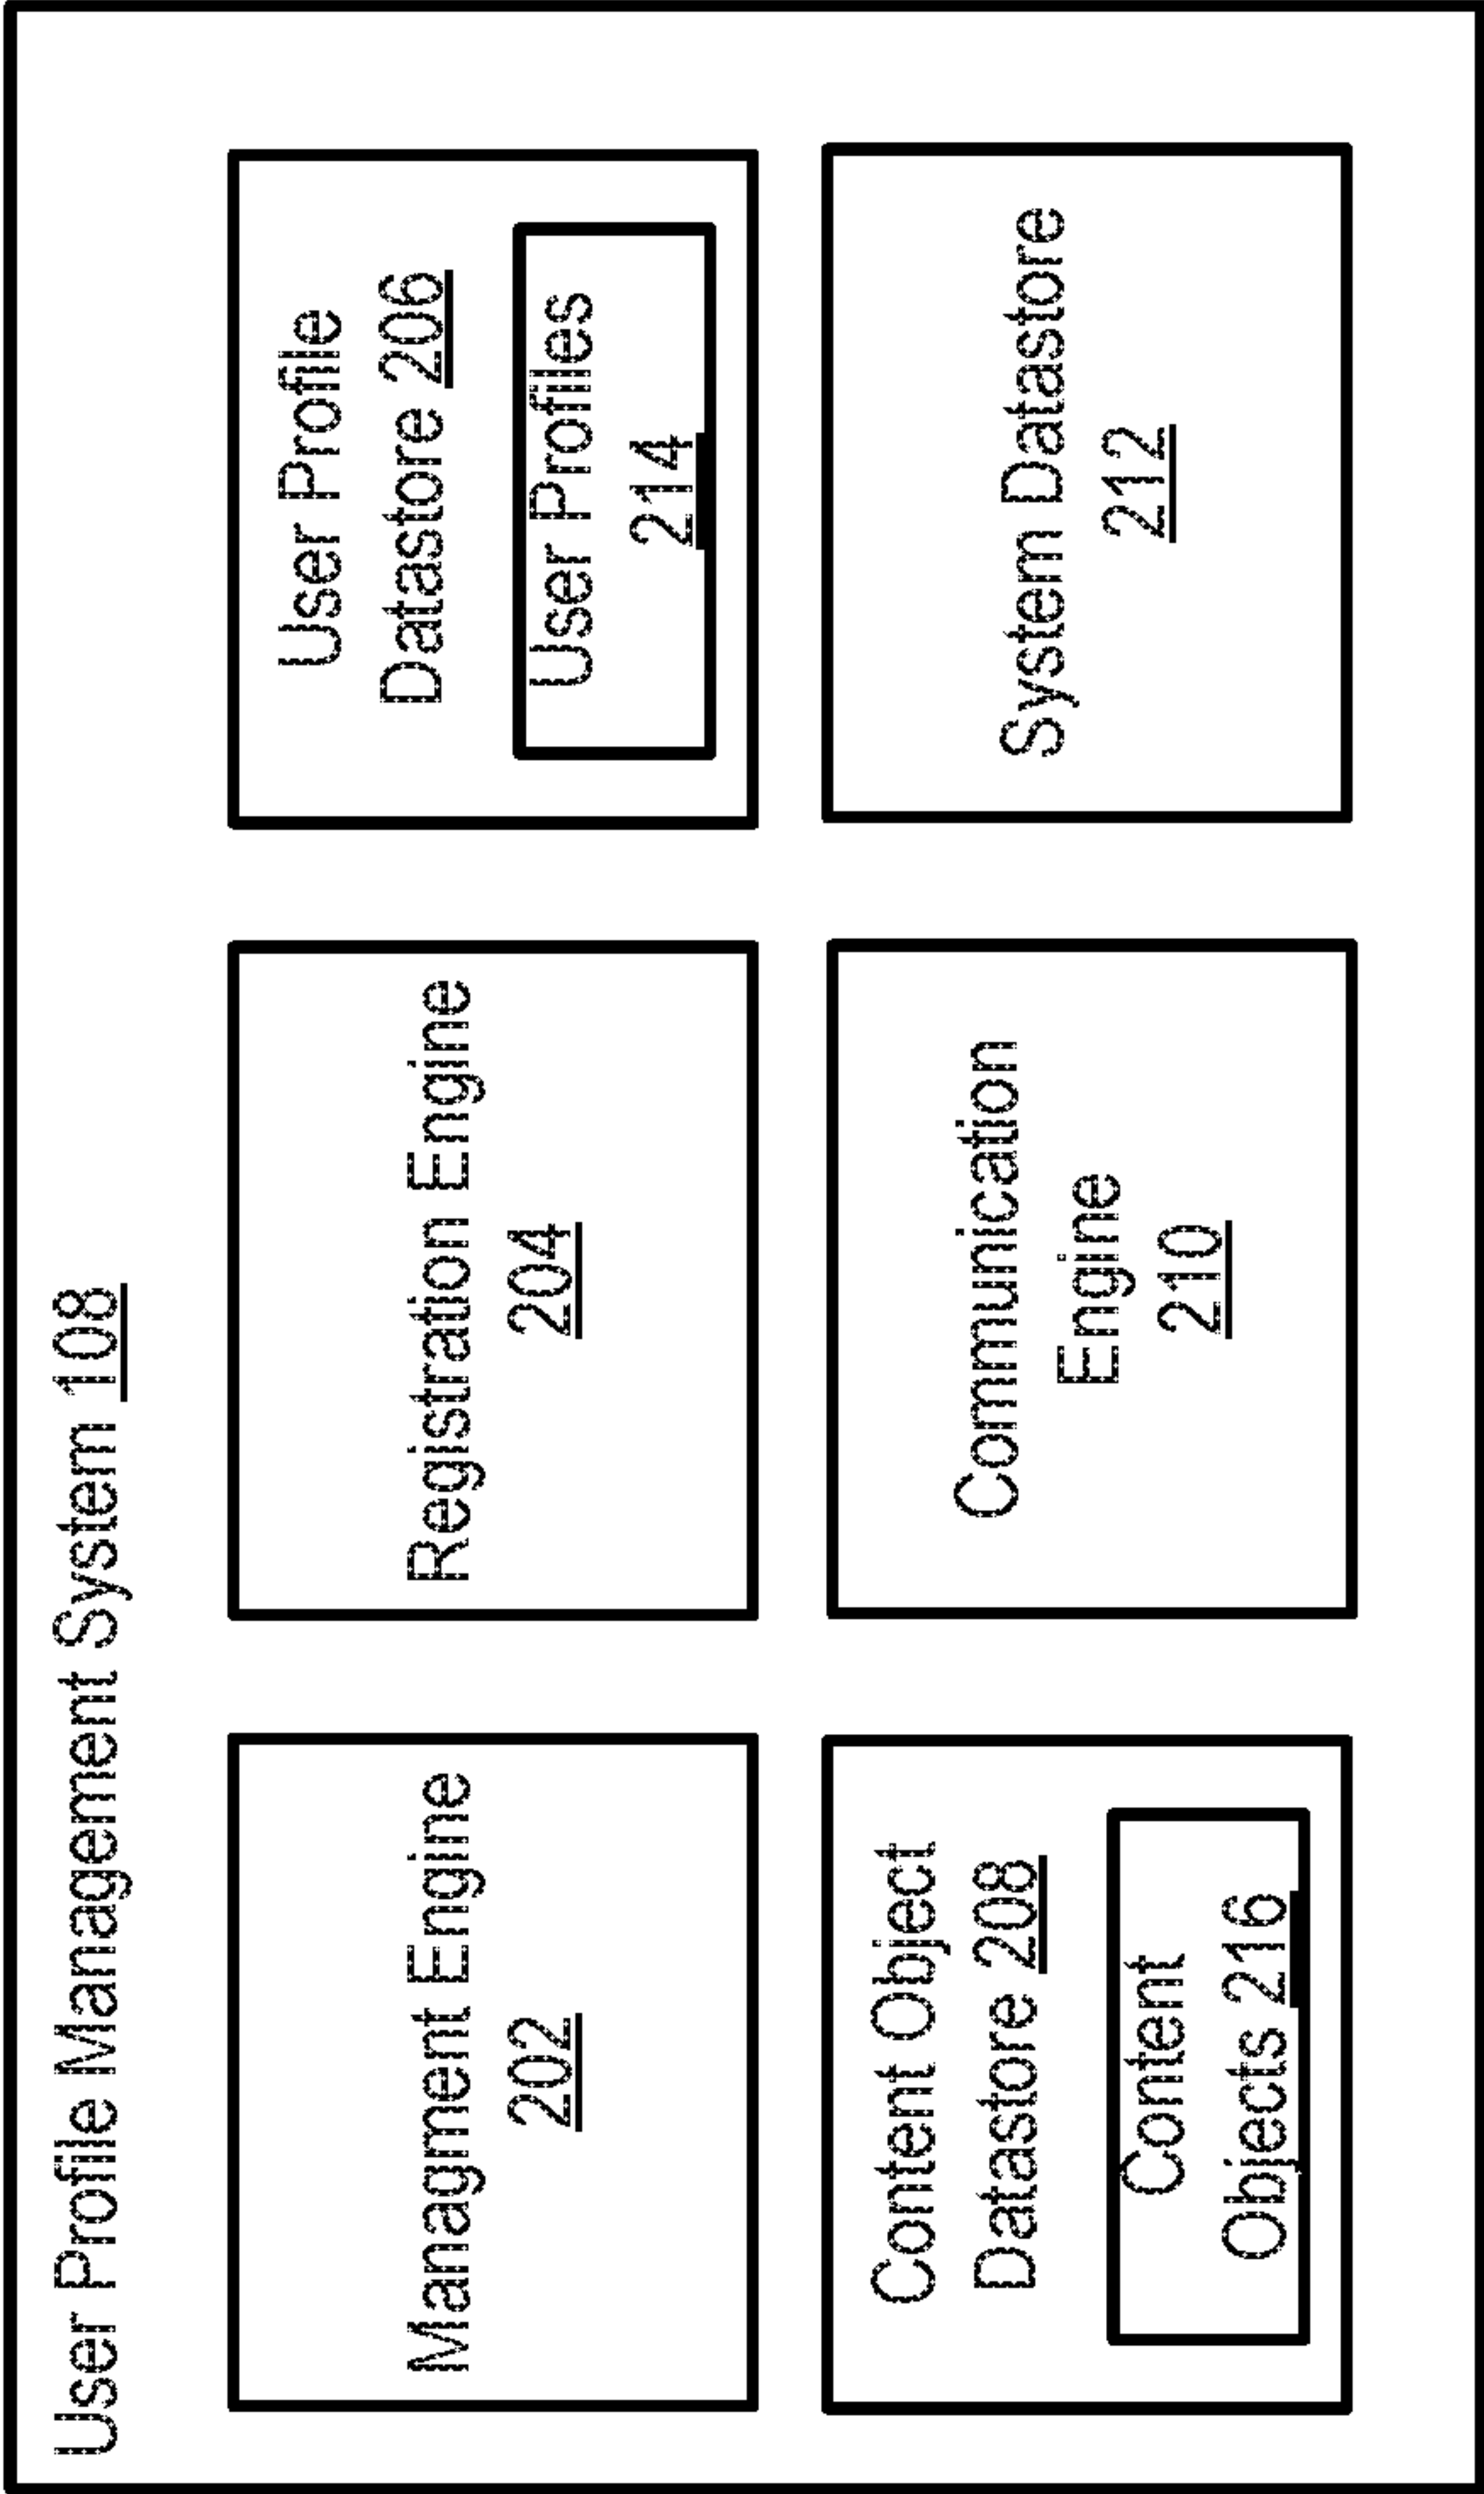 User Profile Management System 108
Managment Engine
202
Registration Engine
204
User Profile
Datastore 206
User Profiles
214
Content Object
Datastore 208
Content
Objects 216
Communication
Engine
210
System Datastore
212